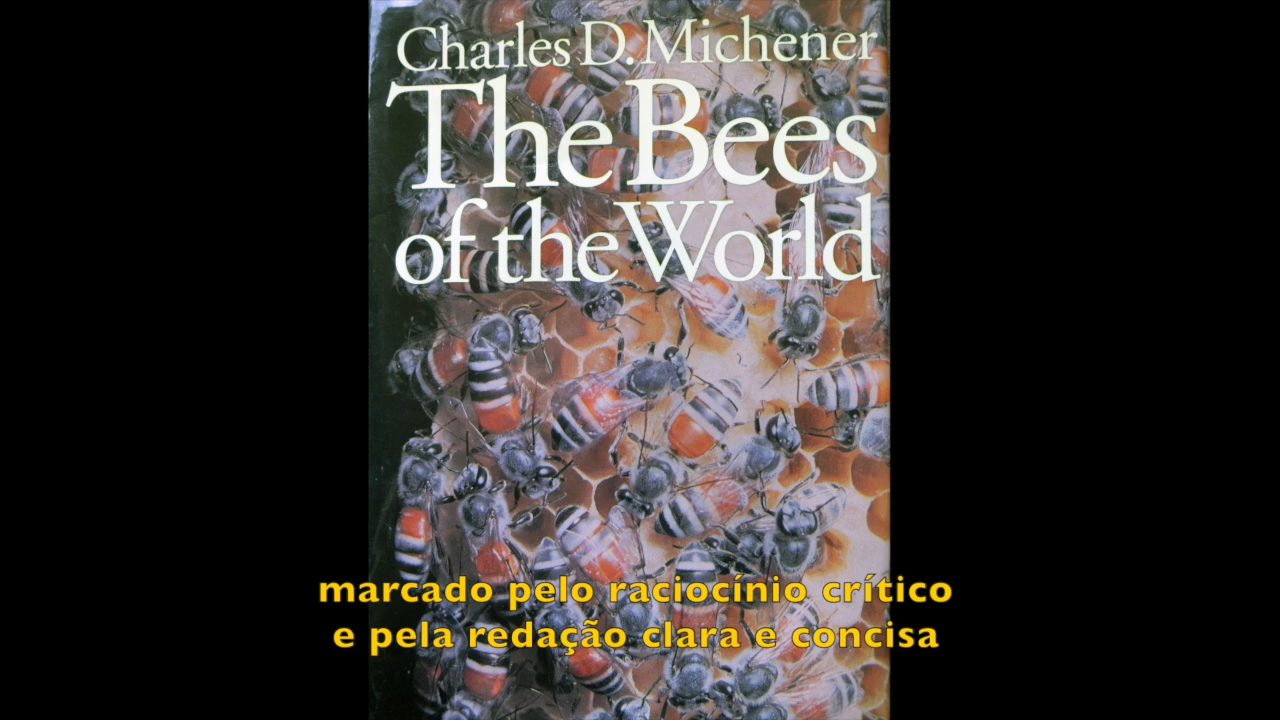 Charles D. Michener
The Bees
of the World
marcado pelo raciocínio crítico
e pela redação clara e concisa